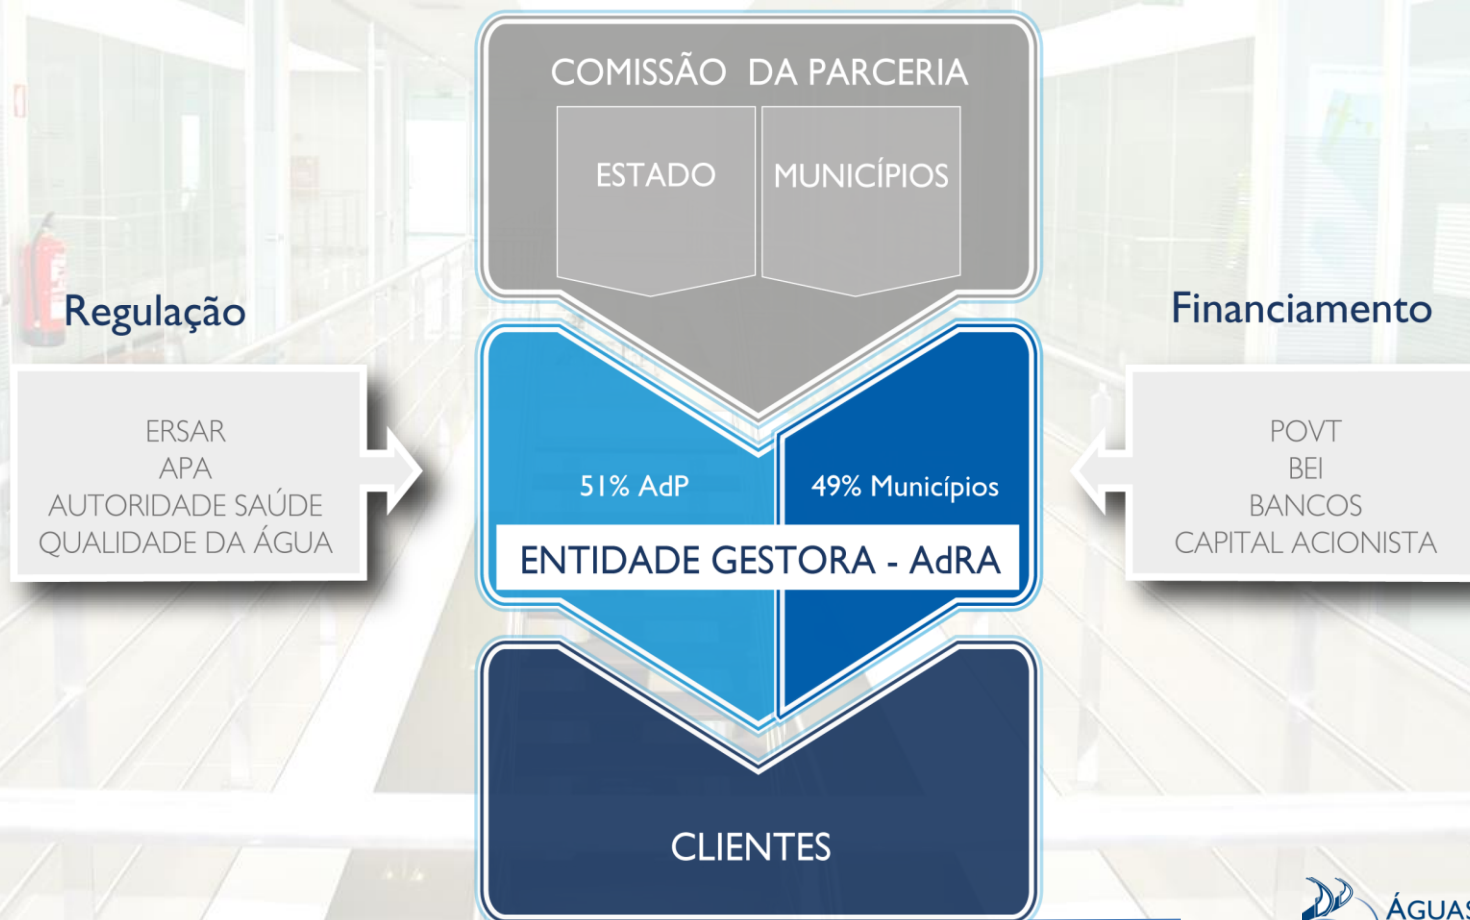 COMISSÃO DA PARCERIA
ESTADO
MUNICÍPIOS
Regulação
ERSAR
APA
AUTORIDADE SAÚDE
QUALIDADE DA ÁGUA
51% AdP
49% Municípios
ENTIDADE GESTORA - AdRA
Financiamento
POVT
BEI
BANCOS
CAPITAL ACIONISTA
CLIENTES
ÁGUAS